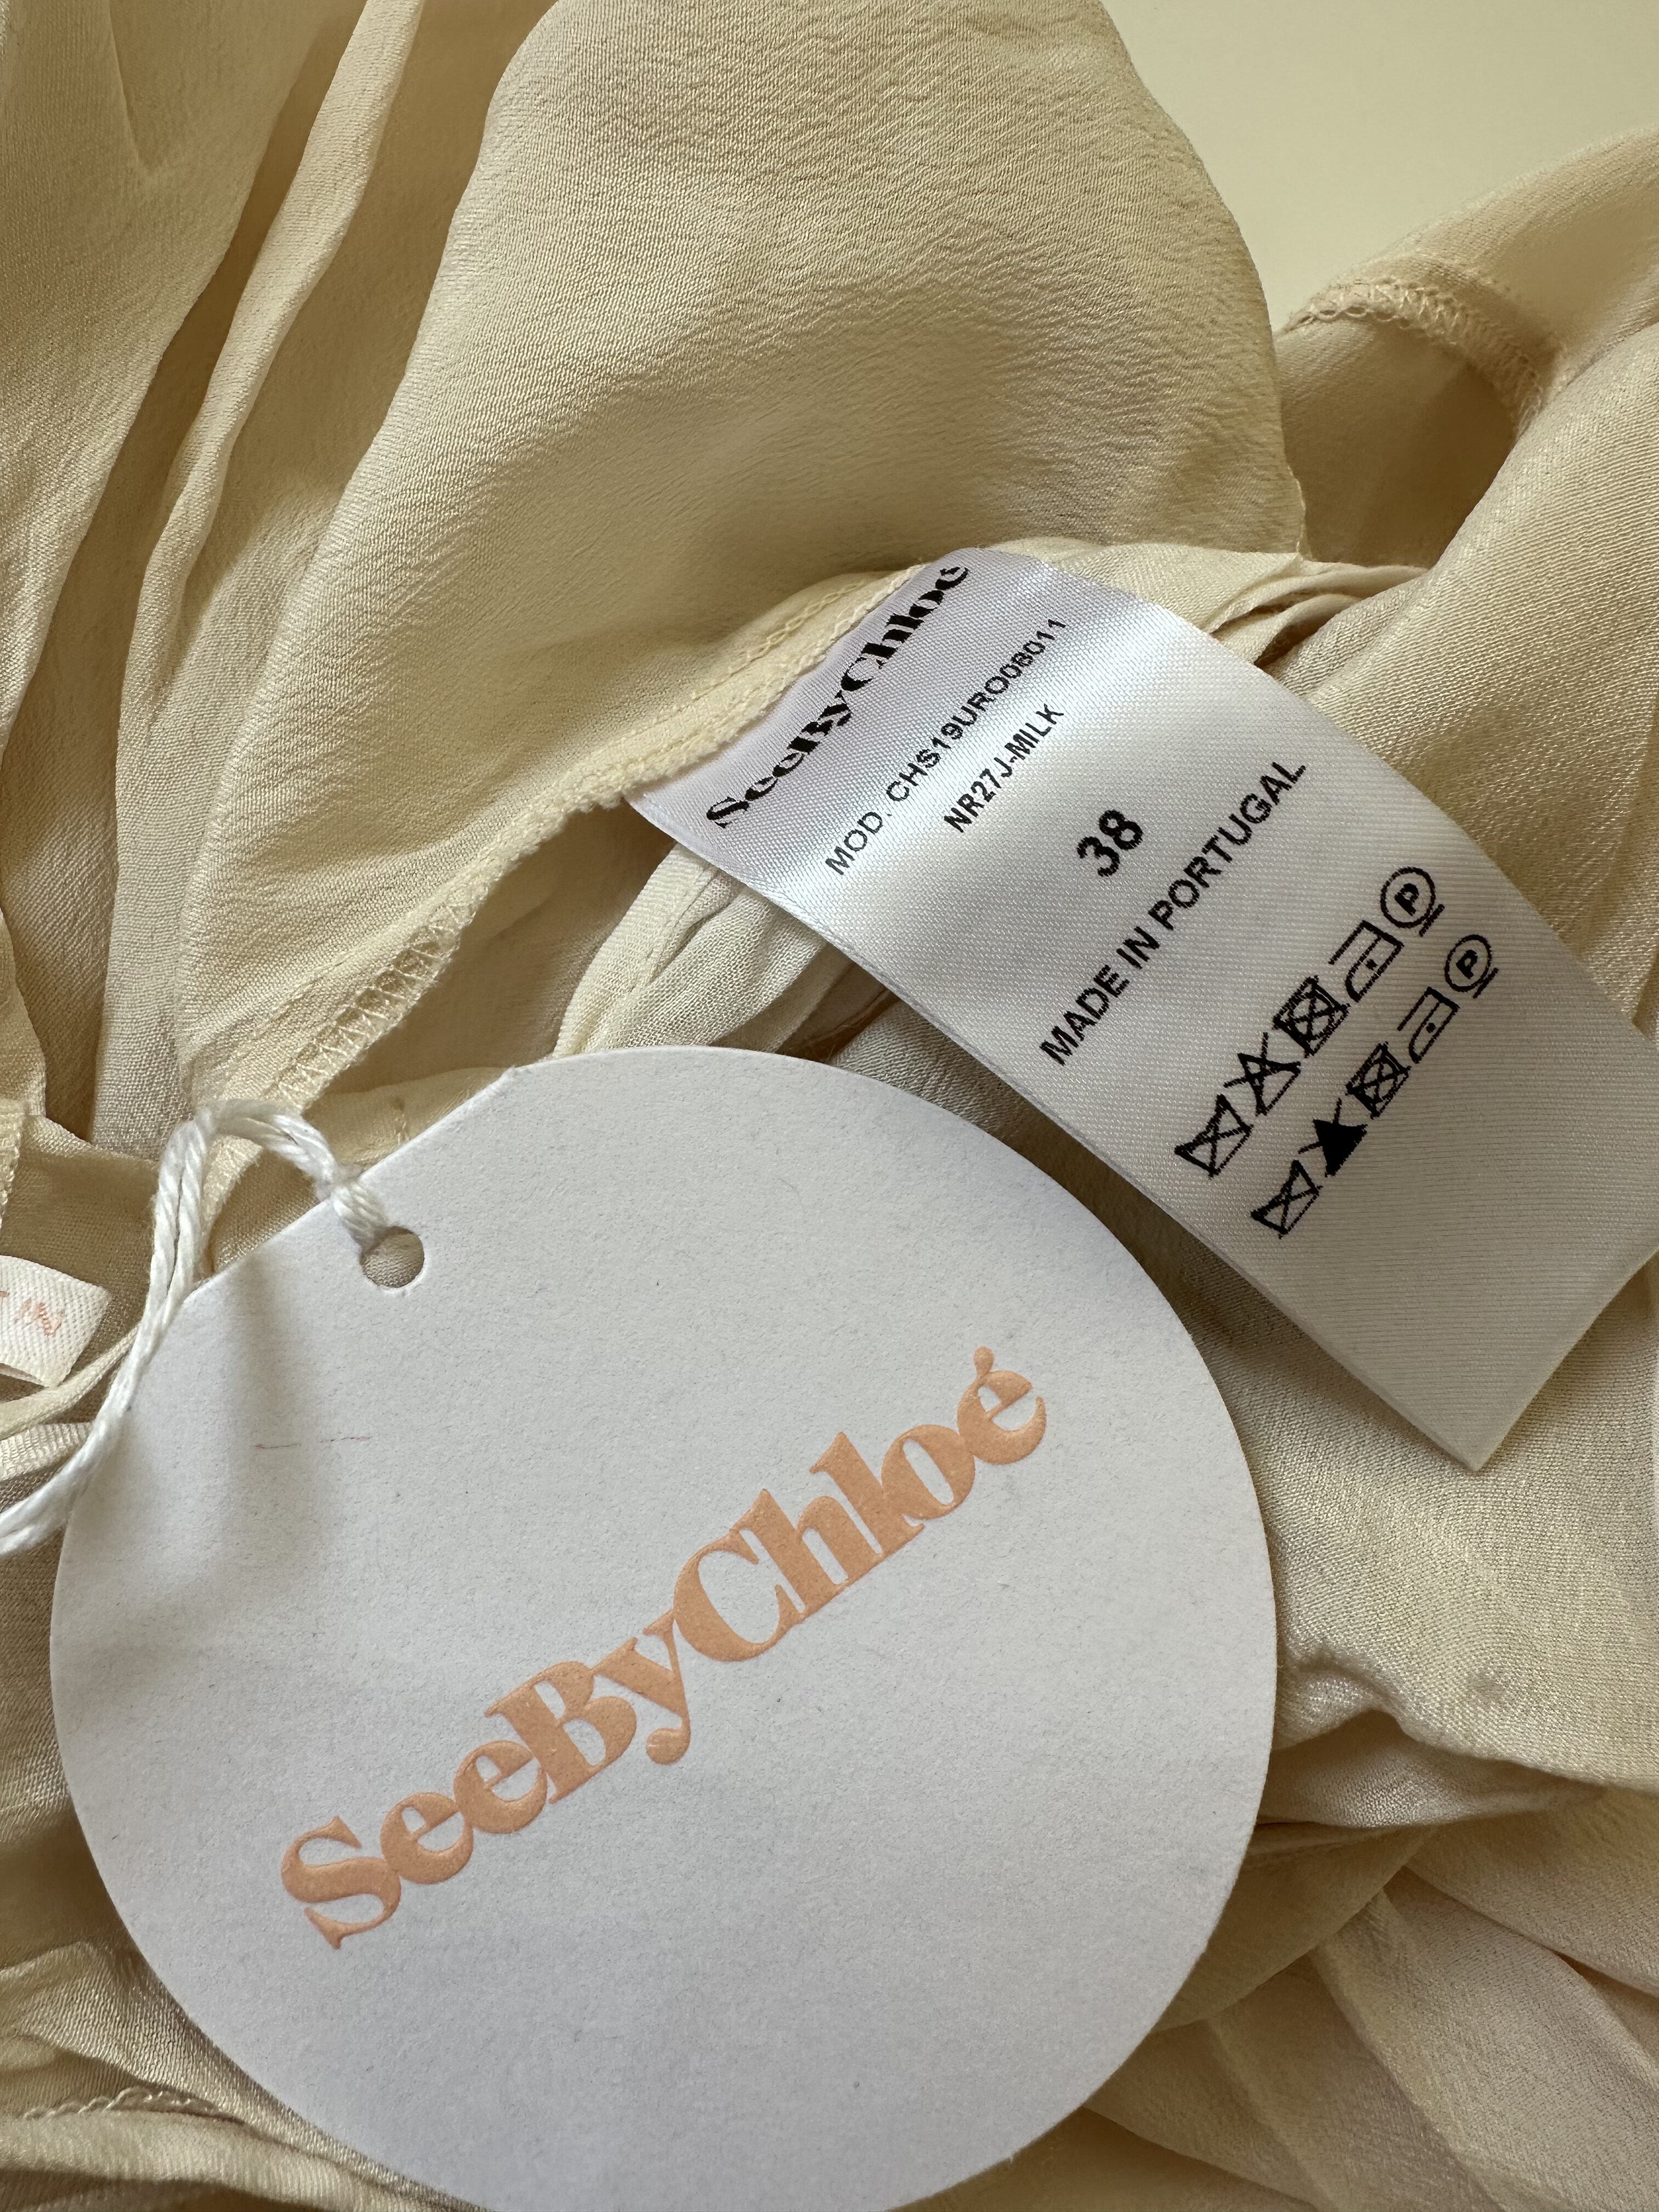 SeeByChloé
MOD. CHS19URO08011
NR27J-MILK
38
MADE IN PORTUGAL
P
P
SeeByChloé